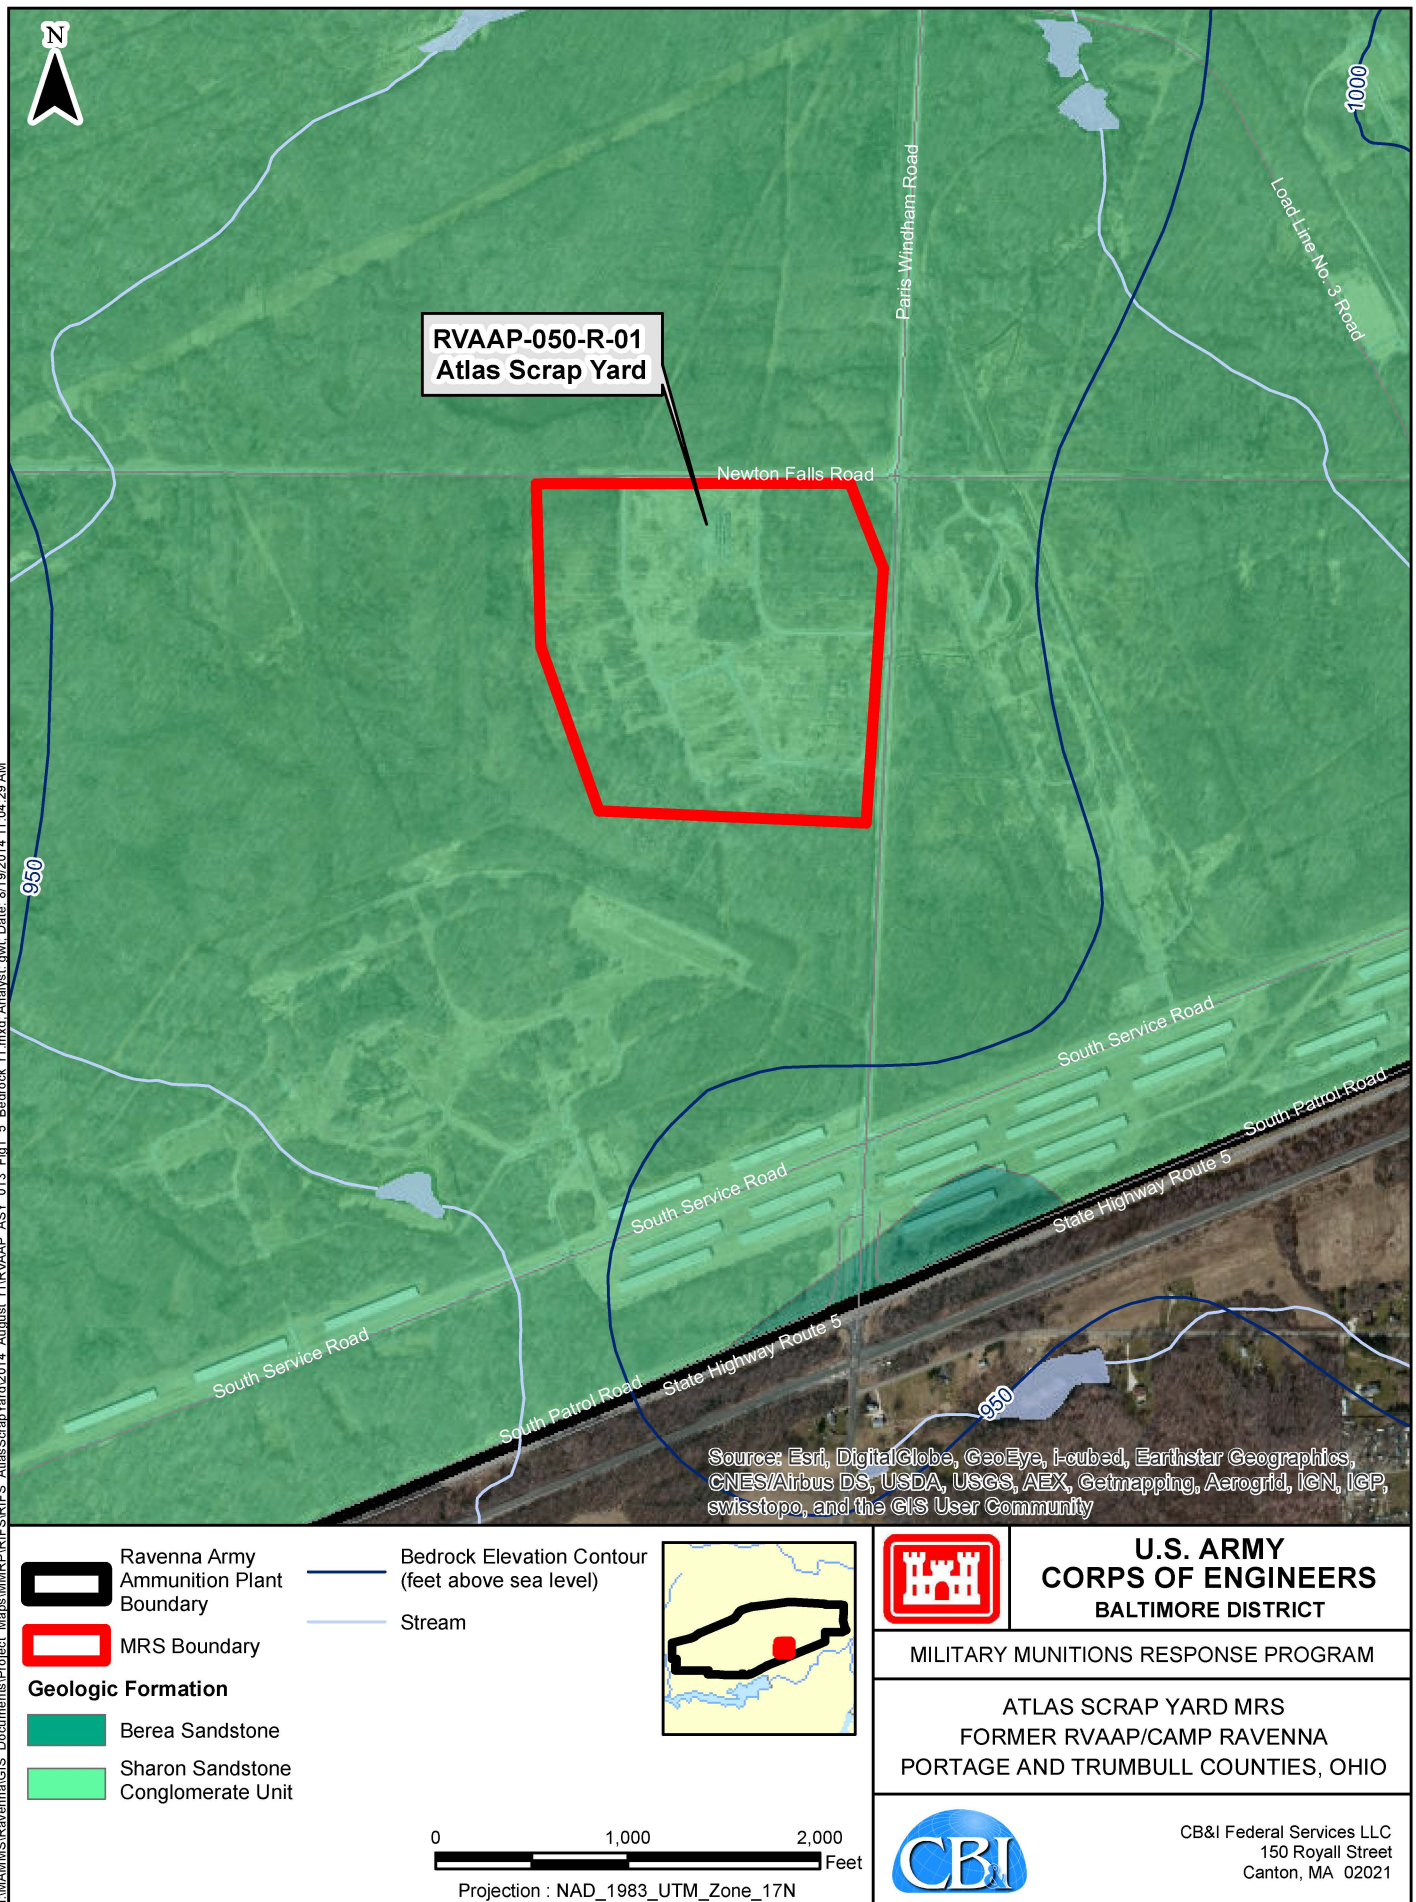 N
1000
Paris Windham Road
Load Line No. 3 Road
RVAAP-050-R-01
Atlas Scrap Yard
Newton Falls Road
950
South Service Road
South Patrol Road
State Highway Route 5
South Service Road
South Service Road
State Highway Route 5
South Patrol Road
950
Source: Esri, DigitalGlobe, GeoEye, i-cubed, Earthstar Geographics,
CNES/Airbus DS, USDA, USGS, AEX, Getmapping, Aerogrid, IGN, IGP,
swisstopo, and the GIS User Community
Ravenna Army
Ammunition Plant
Boundary
MRS Boundary
Geologic Formation
Berea Sandstone
Sharon Sandstone
Conglomerate Unit
Bedrock Elevation Contour
(feet above sea level)
Stream
0 1,000 2,000
Feet
Projection : NAD_1983_UTM_Zone_17N
U.S. ARMY
CORPS OF ENGINEERS
BALTIMORE DISTRICT
MILITARY MUNITIONS RESPONSE PROGRAM
ATLAS SCRAP YARD MRS
FORMER RVAAP/CAMP RAVENNA
PORTAGE AND TRUMBULL COUNTIES, OHIO
CB&I
CB&I Federal Services LLC
150 Royall Street
Canton, MA 02021